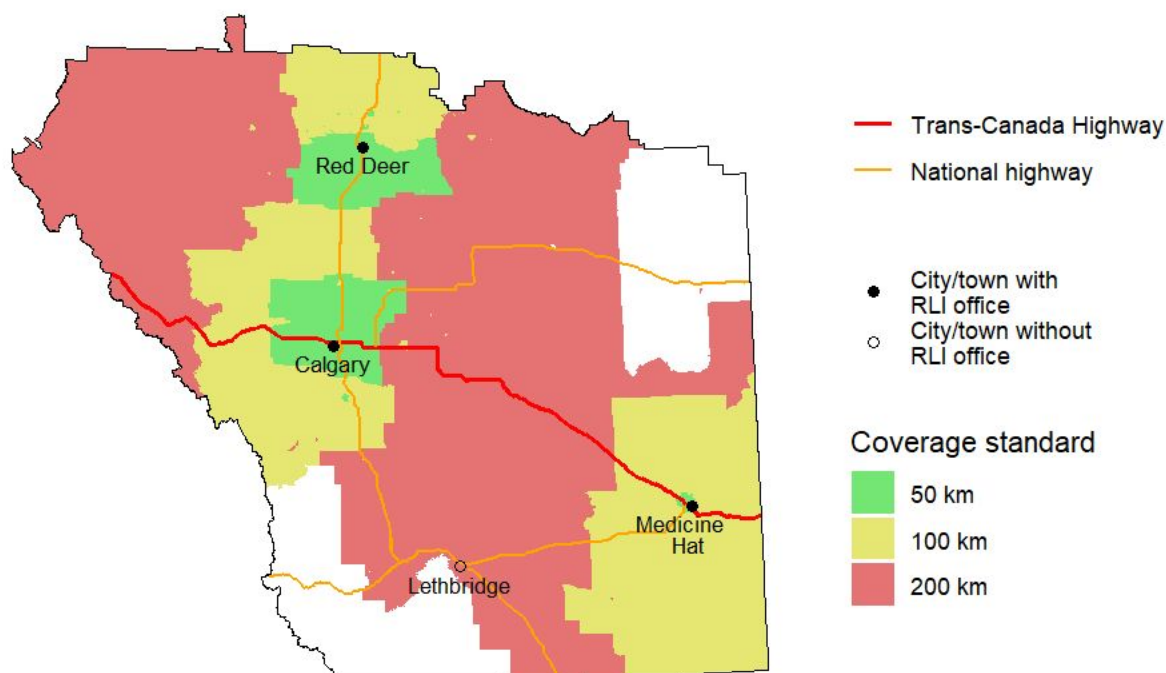 Red Deer
Calgary
Medicine
Hat
Lethbridge
Trans-Canada Highway
National highway
City/town with
RLI office
City/town without
RLI office
Coverage standard
50 km
100 km
200 km